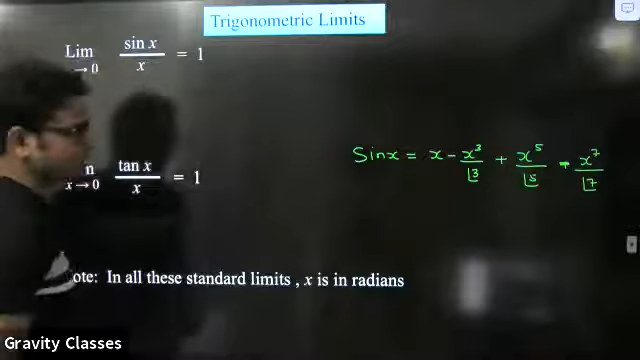 Trigonometric Limits
Lim sin x / x = 1
→ 0
Sinx = x - x³/⌊3 + x⁵/⌊5 - x⁷/⌊7
n tan x / x = 1
x → 0
ote: In all these standard limits , x is in radians
Gravity Classes